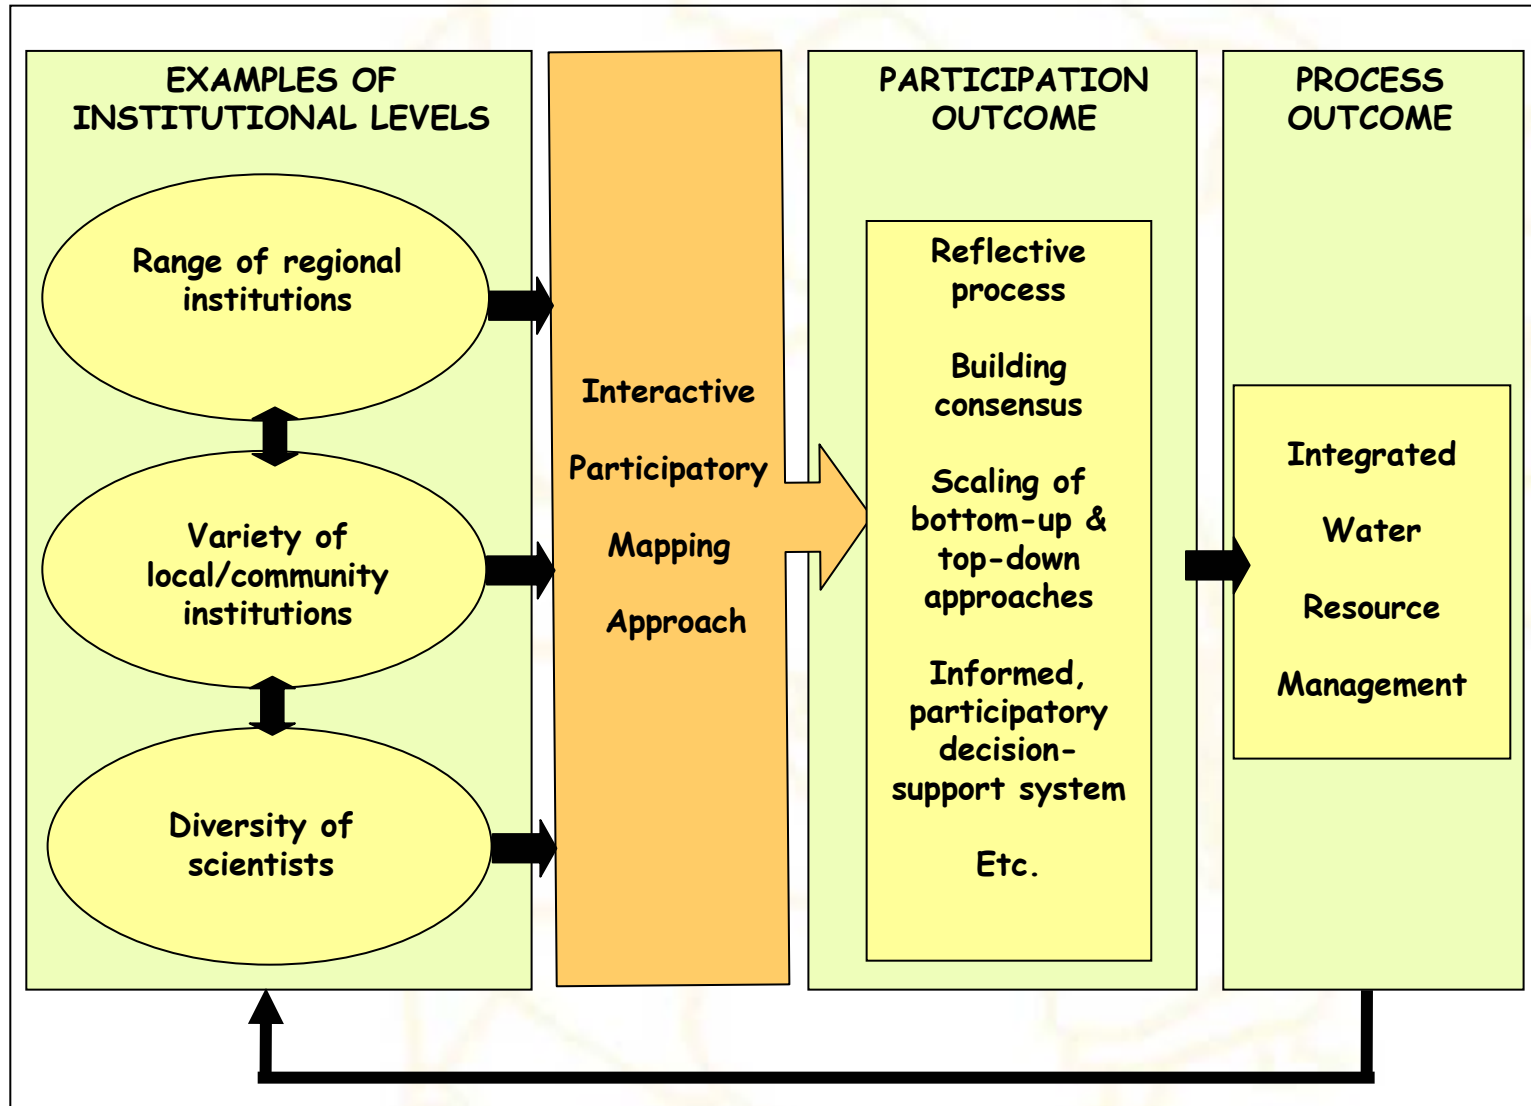 EXAMPLES OF
INSTITUTIONAL LEVELS
Range of regional
institutions
Variety of
local/community
institutions
Diversity of
scientists
Interactive
Participatory
Mapping
Approach
PARTICIPATION
OUTCOME
Reflective
process
Building
consensus
Scaling of
bottom-up &
top-down
approaches
Informed,
participatory
decision-
support system
Etc.
PROCESS
OUTCOME
Integrated
Water
Resource
Management